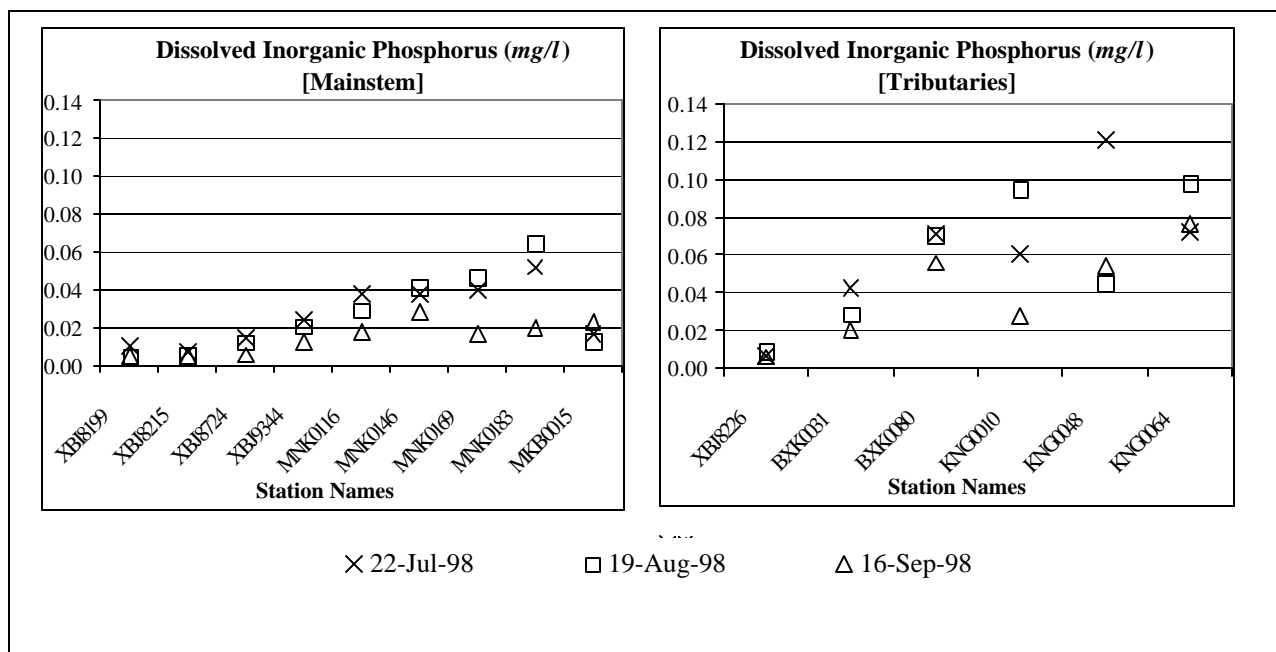 Dissolved Inorganic Phosphorus (mg/l)
[Mainstem]
0.14
0.12
0.10
0.08
0.06
0.04
0.02
0.00
XBI8199
XBJ8215
XBJ8724
XBJ9344
MNK0116
MNK0146
MNK0169
MNK0183
MKB0015
Station Names
Dissolved Inorganic Phosphorus (mg/l)
[Tributaries]
0.14
0.12
0.10
0.08
0.06
0.04
0.02
0.00
XBJ8226
BXK0031
BXK0080
KNG0010
KNG0048
KNG0064
Station Names
22-Jul-98
19-Aug-98
16-Sep-98